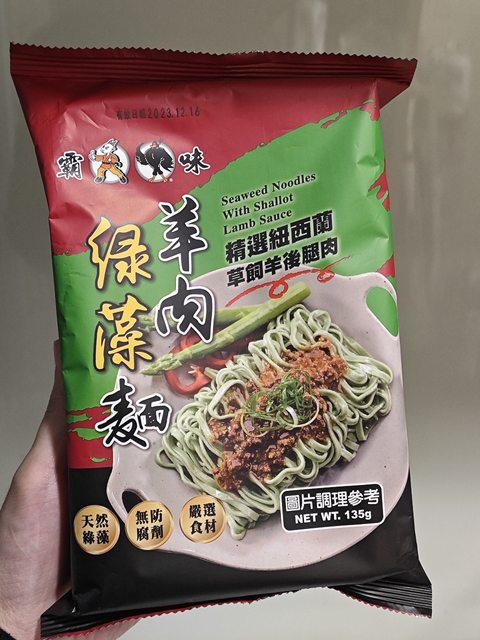 有效日期2023.12.16
霸味
Seaweed Noodles
With Shallot
Lamb Sauce
精選紐西蘭
草飼羊後腿肉
羊肉
绿藻麵
天然
綠藻
無防
腐劑
嚴選
食材
圖片調理參考
NET WT. 135g